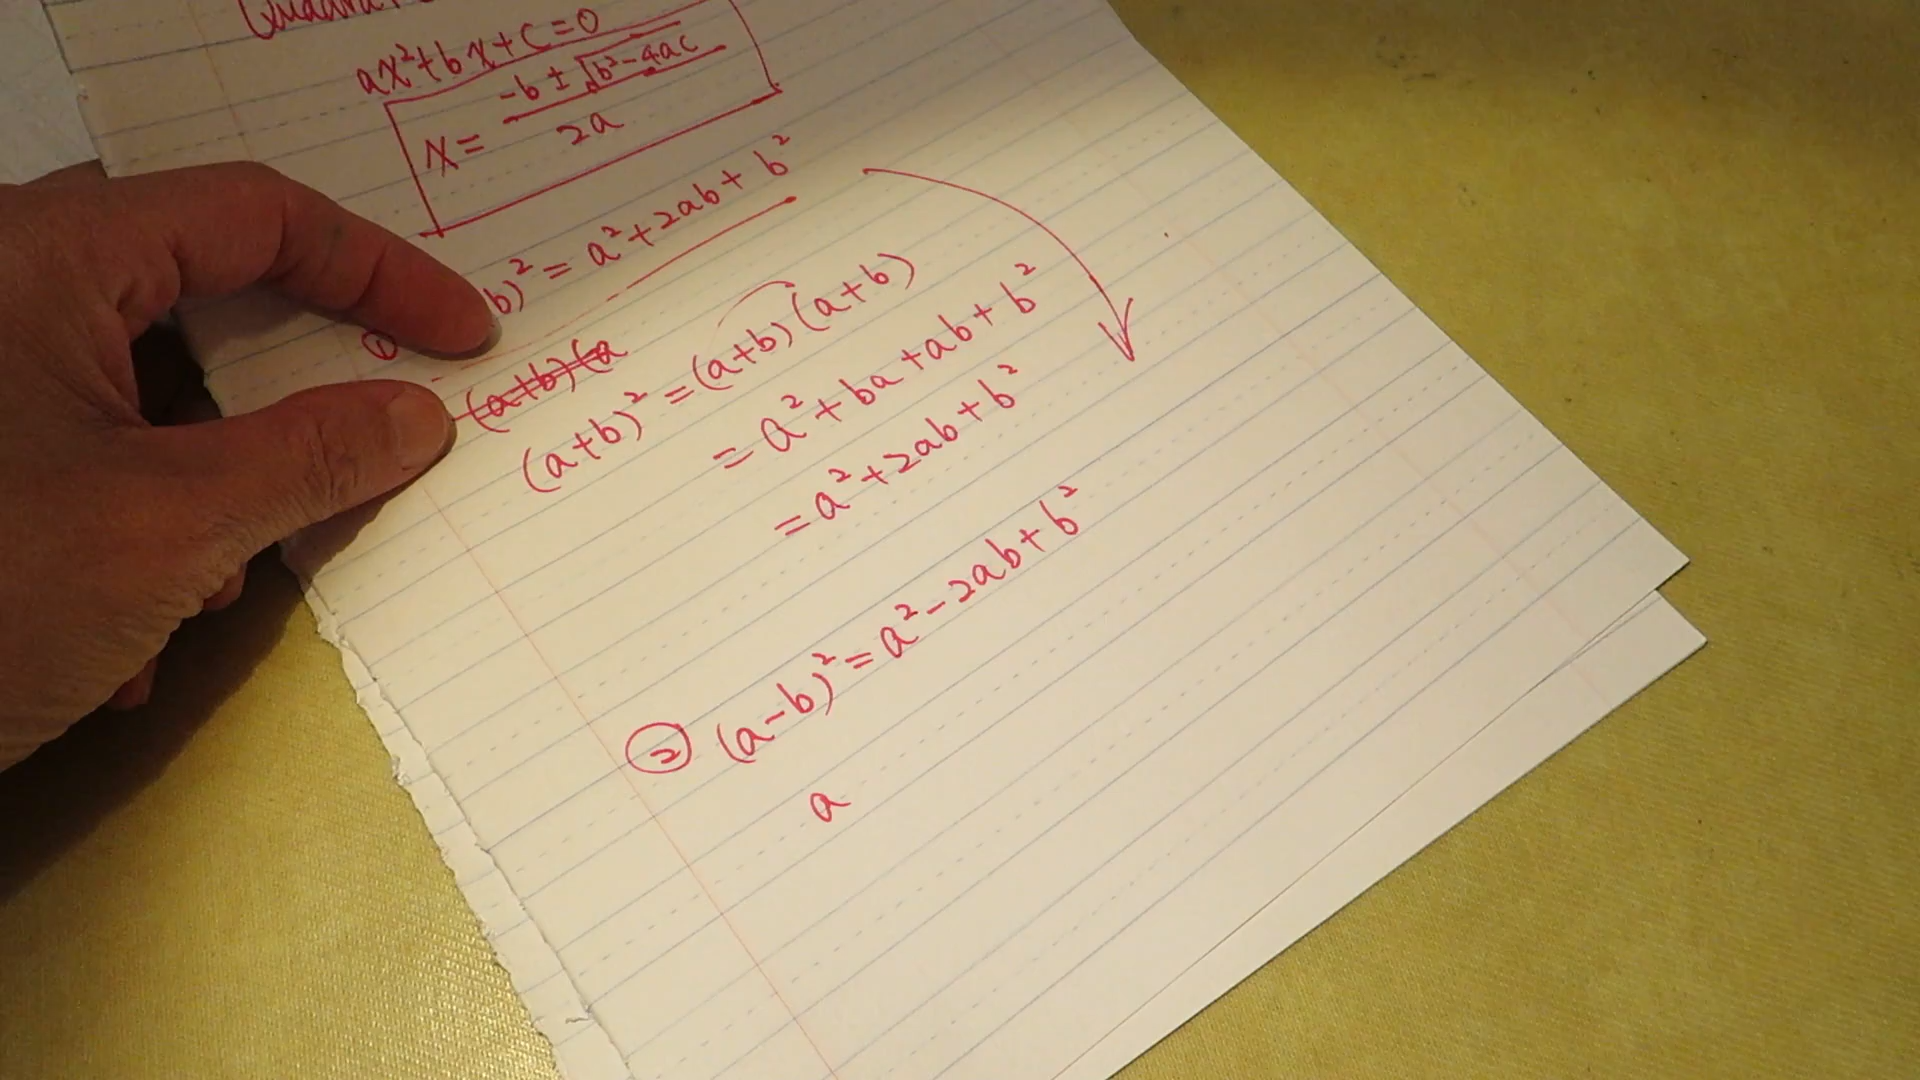 ax²+bx+c=0
x= -b ± √b²-4ac / 2a
① b)² = a²+2ab+b²
(a+b)(a
(a+b)² = (a+b)(a+b)
= a²+ba+ab+b²
= a²+2ab+b²
② (a-b)² = a²-2ab+b²
a